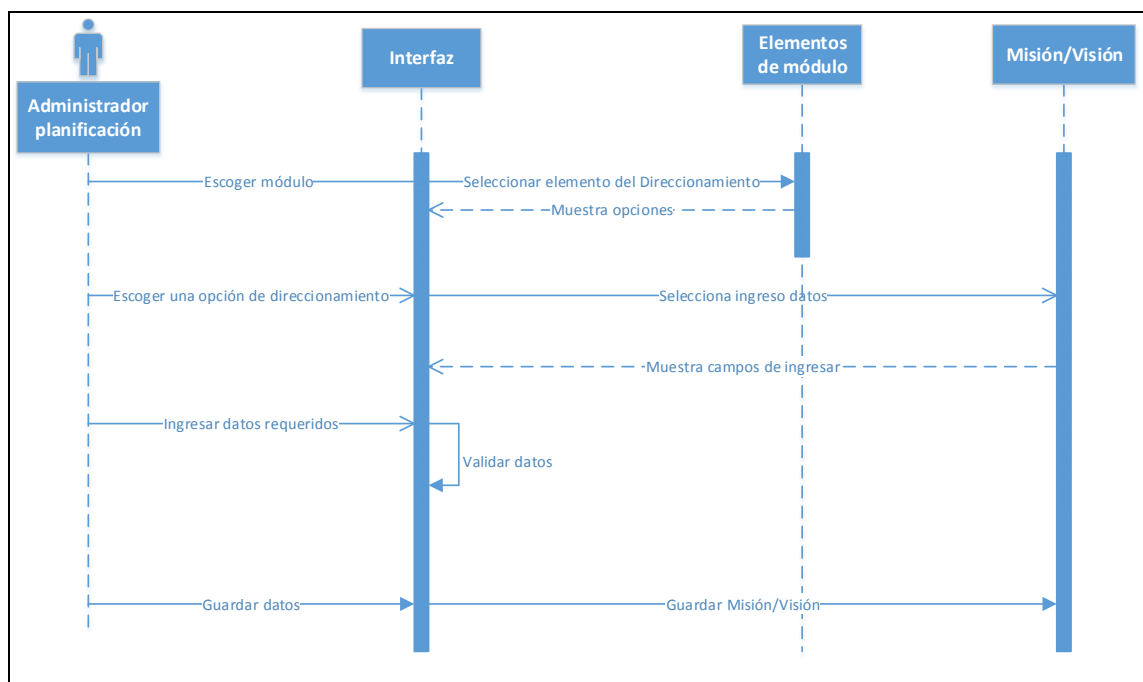 Administrador
planificación
Interfaz
Elementos
de módulo
Misión/Visión
Escoger módulo
Seleccionar elemento del Direccionamiento
Muestra opciones
Escoger una opción de direccionamiento
Selecciona ingreso datos
Muestra campos de ingresar
Ingresar datos requeridos
Validar datos
Guardar datos
Guardar Misión/Visión